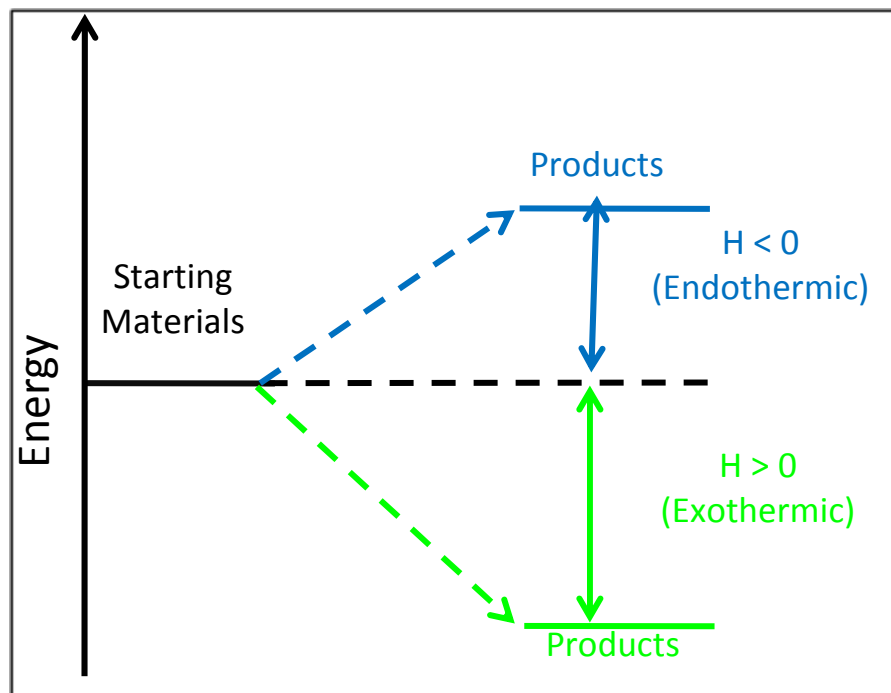 Products
H < 0
(Endothermic)
Starting
Materials
Energy
H > 0
(Exothermic)
Products